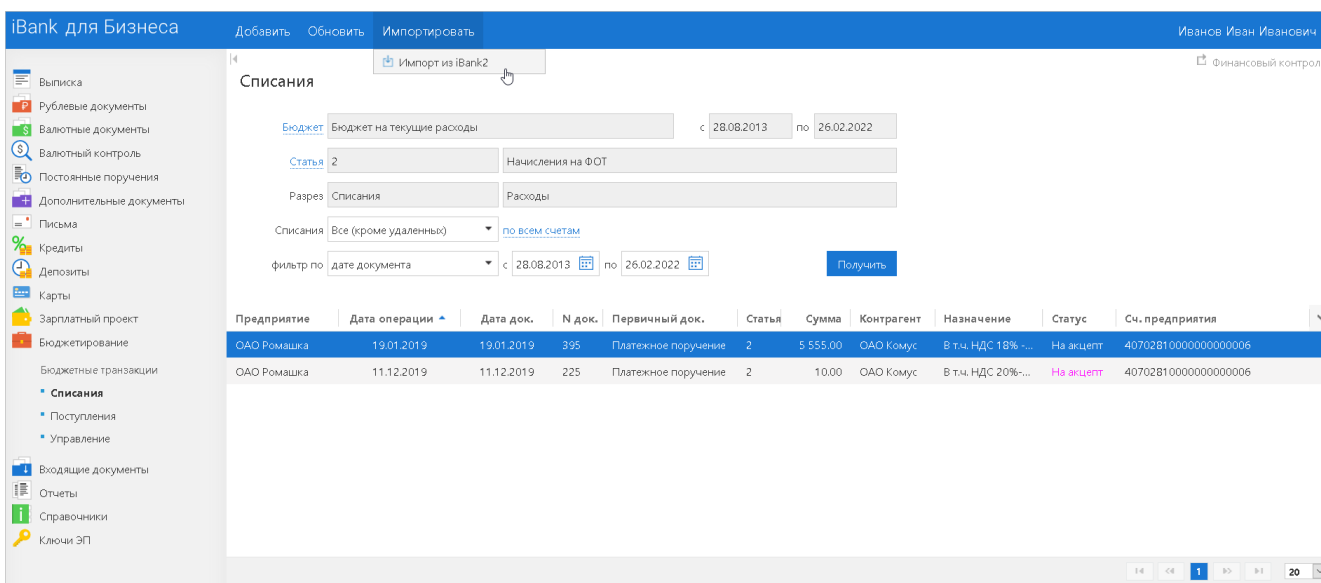 iBank для Бизнеса
Добавить Обновить Импортировать Иванов Иван Иванович
Импорт из iBank2
Финансовый контрол
Выписка
Рублевые документы
Валютные документы
Валютный контроль
Постоянные поручения
Дополнительные документы
Письма
Кредиты
Депозиты
Карты
Зарплатный проект
Бюджетирование
Бюджетные транзакции
Списания
Поступления
Управление
Входящие документы
Отчеты
Справочники
Ключи ЭП
Списания
Бюджет Бюджет на текущие расходы с 28.08.2013 по 26.02.2022
Статья 2 Начисления на ФОТ
Разрез Списания Расходы
Списания Все (кроме удаленных) по всем счетам
фильтр по дате документа с 28.08.2013 по 26.02.2022 Получить
Предприятие Дата операции Дата док. N док. Первичный док. Статья Сумма Контрагент Назначение Статус Сч. предприятия
ОАО Ромашка 19.01.2019 19.01.2019 395 Платежное поручение 2 5 555.00 ОАО Комус В т.ч. НДС 18% -... На акцепт 40702810000000000006
ОАО Ромашка 11.12.2019 11.12.2019 225 Платежное поручение 2 10.00 ОАО Комус В т.ч. НДС 20%-... На акцепт 40702810000000000006
1 20